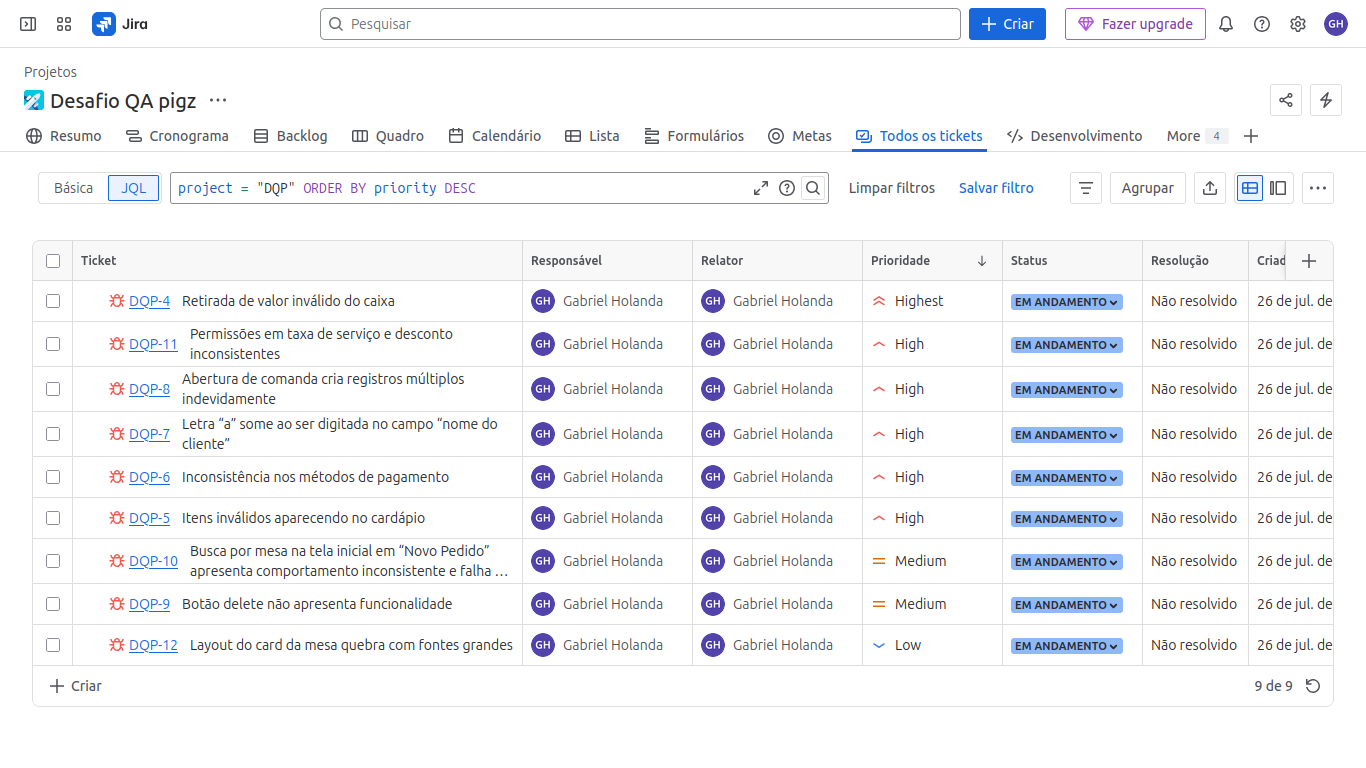 Jira
Pesquisar
Criar
Fazer upgrade
GH
Projetos
Desafio QA pigz
Resumo
Cronograma
Backlog
Quadro
Calendário
Lista
Formulários
Metas
Todos os tickets
Desenvolvimento
More 4
Básica
JQL
project = "DQP" ORDER BY priority DESC
Limpar filtros
Salvar filtro
Agrupar
Ticket Responsável Relator Prioridade Status Resolução Criad
DQP-4 Retirada de valor inválido do caixa GH Gabriel Holanda GH Gabriel Holanda Highest EM ANDAMENTO Não resolvido 26 de jul. de
DQP-11 Permissões em taxa de serviço e desconto
inconsistentes GH Gabriel Holanda GH Gabriel Holanda High EM ANDAMENTO Não resolvido 26 de jul. de
DQP-8 Abertura de comanda cria registros múltiplos
indevidamente GH Gabriel Holanda GH Gabriel Holanda High EM ANDAMENTO Não resolvido 26 de jul. de
DQP-7 Letra “a” some ao ser digitada no campo “nome do
cliente” GH Gabriel Holanda GH Gabriel Holanda High EM ANDAMENTO Não resolvido 26 de jul. de
DQP-6 Inconsistência nos métodos de pagamento GH Gabriel Holanda GH Gabriel Holanda High EM ANDAMENTO Não resolvido 26 de jul. de
DQP-5 Itens inválidos aparecendo no cardápio GH Gabriel Holanda GH Gabriel Holanda High EM ANDAMENTO Não resolvido 26 de jul. de
DQP-10 Busca por mesa na tela inicial em “Novo Pedido”
apresenta comportamento inconsistente e falha … GH Gabriel Holanda GH Gabriel Holanda Medium EM ANDAMENTO Não resolvido 26 de jul. de
DQP-9 Botão delete não apresenta funcionalidade GH Gabriel Holanda GH Gabriel Holanda Medium EM ANDAMENTO Não resolvido 26 de jul. de
DQP-12 Layout do card da mesa quebra com fontes grandes GH Gabriel Holanda GH Gabriel Holanda Low EM ANDAMENTO Não resolvido 26 de jul. de
Criar
9 de 9